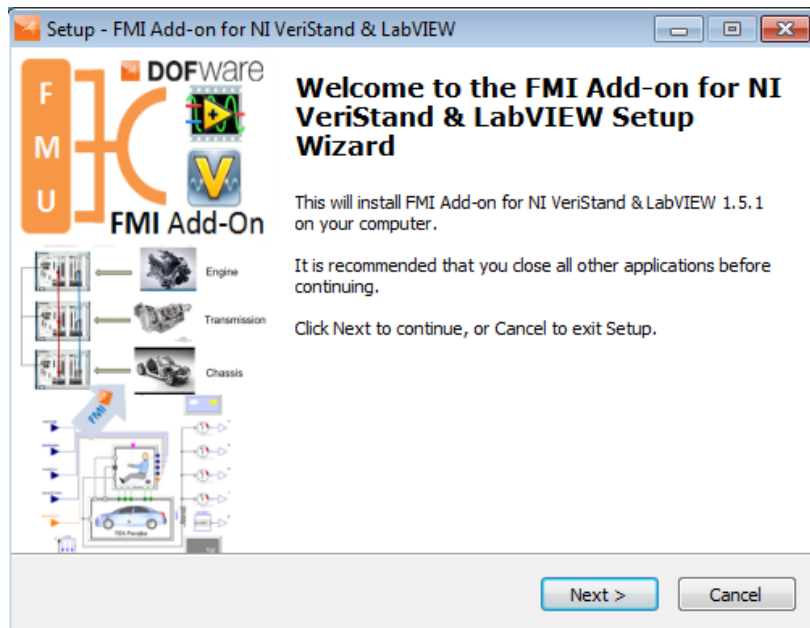 Setup - FMI Add-on for NI VeriStand & LabVIEW
F
M
U
DOFware
FMI Add-On
Engine
Transmission
Chassis
FMI
Welcome to the FMI Add-on for NI
VeriStand & LabVIEW Setup
Wizard
This will install FMI Add-on for NI VeriStand & LabVIEW 1.5.1
on your computer.
It is recommended that you close all other applications before
continuing.
Click Next to continue, or Cancel to exit Setup.
Next >
Cancel